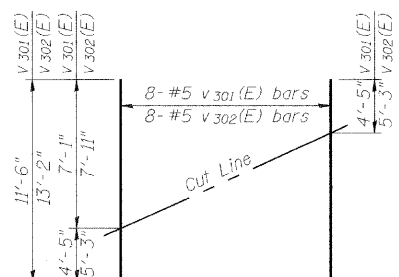 v 301(E)
v 302(E)
v 301(E)
v 302(E)
v 301(E)
v 302(E)
8- #5 v 301(E) bars
8- #5 v 302(E) bars
4'-5"
5'-3"
11'-6"
13'-2"
7'-1"
7'-11"
Cut Line
4'-5"
5'-3"